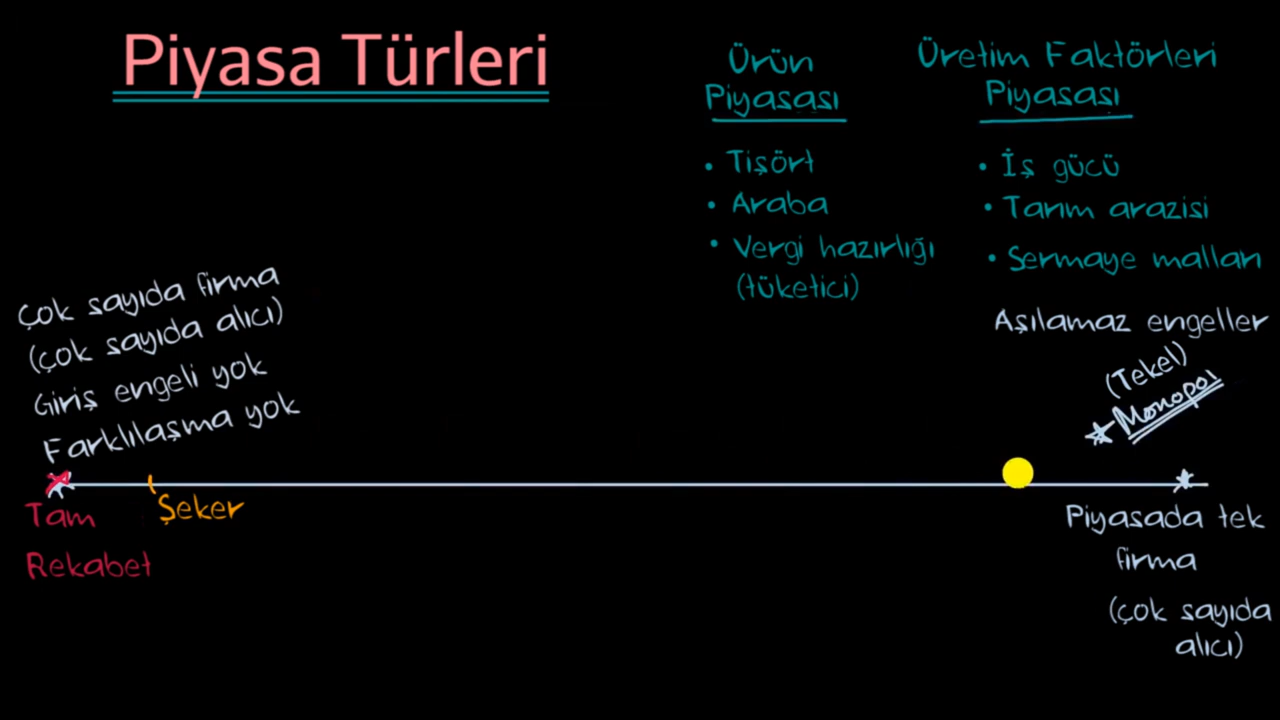 Piyasa Türleri
Ürün
Piyasası
• Tişört
• Araba
• Vergi hazırlığı
(tüketici)
Üretim Faktörleri
Piyasası
• İş gücü
• Tarım arazisi
• Sermaye malları
Çok sayıda firma
(çok sayıda alıcı)
Giriş engeli yok
Farklılaşma yok
Tam
Rekabet
Şeker
Aşılamaz engeller
(Tekel)
Monopol
Piyasada tek
firma
(çok sayıda
alıcı)